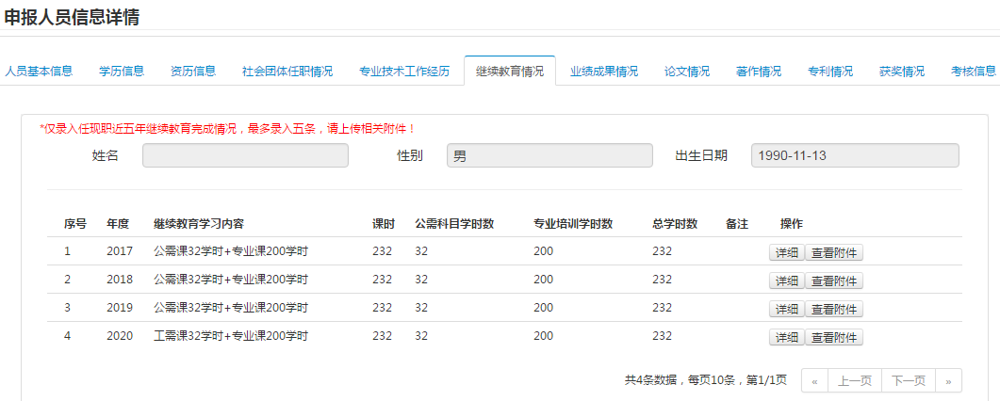 申报人员信息详情
人员基本信息 学历信息 资历信息 社会团体任职情况 专业技术工作经历 继续教育情况 业绩成果情况 论文情况 著作情况 专利情况 获奖情况 考核信息
*仅录入任现职近五年继续教育完成情况，最多录入五条，请上传相关附件！
姓名 性别 男 出生日期 1990-11-13
序号 年度 继续教育学习内容 课时 公需科目学时数 专业培训学时数 总学时数 备注 操作
1 2017 公需课32学时+专业课200学时 232 32 200 232 详细 查看附件
2 2018 公需课32学时+专业课200学时 232 32 200 232 详细 查看附件
3 2019 公需课32学时+专业课200学时 232 32 200 232 详细 查看附件
4 2020 工需课32学时+专业课200学时 232 32 200 232 详细 查看附件
共4条数据，每页10条，第1/1页 « 上一页 下一页 »